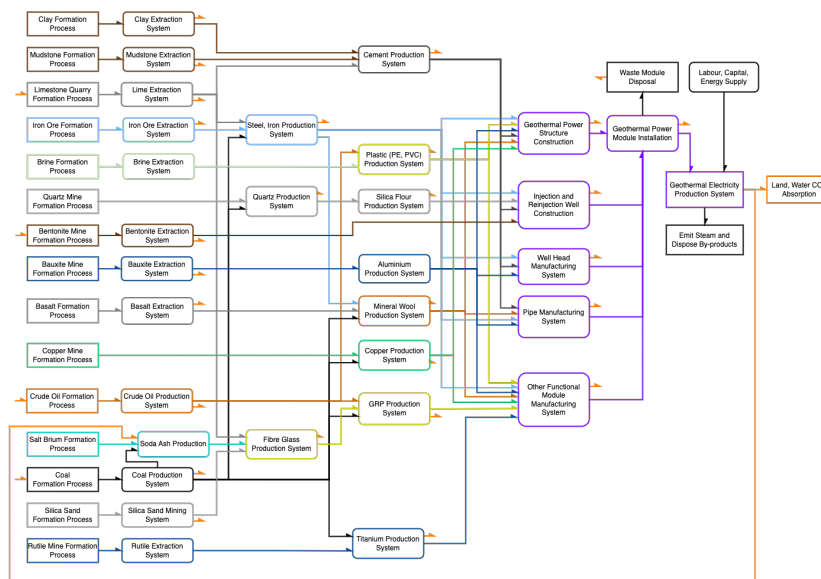 Clay Formation
Process
Clay Extraction
System
Mudstone Formation
Process
Mudstone Extraction
System
Cement Production
System
Waste Module
Disposal
Labour, Capital,
Energy Supply
Limestone Quarry
Formation Process
Lime Extraction
System
Iron Ore Formation
Process
Iron Ore Extraction
System
Steel, Iron Production
System
Geothermal Power
Structure
Construction
Geothermal Power
Module Installation
Brine Formation
Process
Brine Extraction
System
Plastic (PE, PVC)
Production System
Quartz Mine
Formation Process
Quartz Production
System
Silica Flour
Production System
Injection and
Reinjection Well
Construction
Geothermal Electricity
Production System
Land, Water CO
Absorption
Bentonite Mine
Formation Process
Bentonite Extraction
System
Emit Steam and
Dispose By-products
Bauxite Mine
Formation Process
Bauxite Extraction
System
Aluminium
Production System
Well Head
Manufacturing
System
Basalt Formation
Process
Basalt Extraction
System
Mineral Wool
Production System
Pipe Manufacturing
System
Copper Mine
Formation Process
Copper Production
System
Crude Oil Formation
Process
Crude Oil Production
System
GRP Production
System
Other Functional
Module
Manufacturing
System
Salt Brium Formation
Process
Soda Ash Production
Fibre Glass
Production System
Coal
Formation Process
Coal Production
System
Silica Sand
Formation Process
Silica Sand Mining
System
Rutile Mine Formation
Process
Rutile Extraction
System
Titanium Production
System